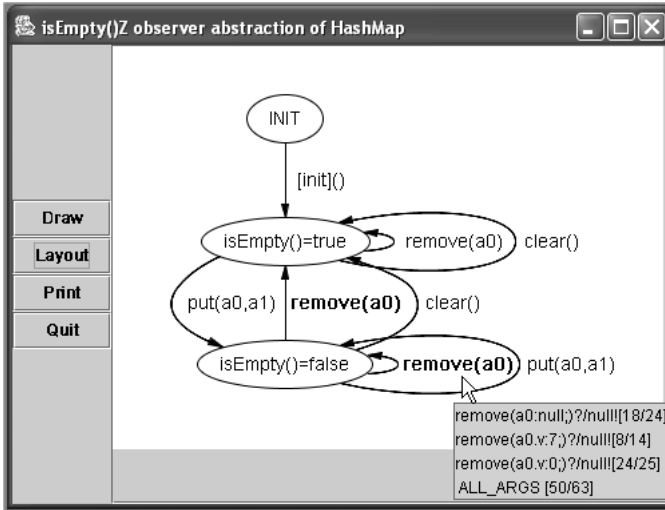 isEmpty()Z observer abstraction of HashMap
INIT
[init]()
Draw
Layout
Print
Quit
isEmpty()=true
remove(a0)
clear()
put(a0,a1)
remove(a0)
clear()
isEmpty()=false
remove(a0)
put(a0,a1)
remove(a0:null;)?/null![18/24]
remove(a0.v:7;)?/null![8/14]
remove(a0.v:0;)?/null![24/25]
ALL_ARGS [50/63]